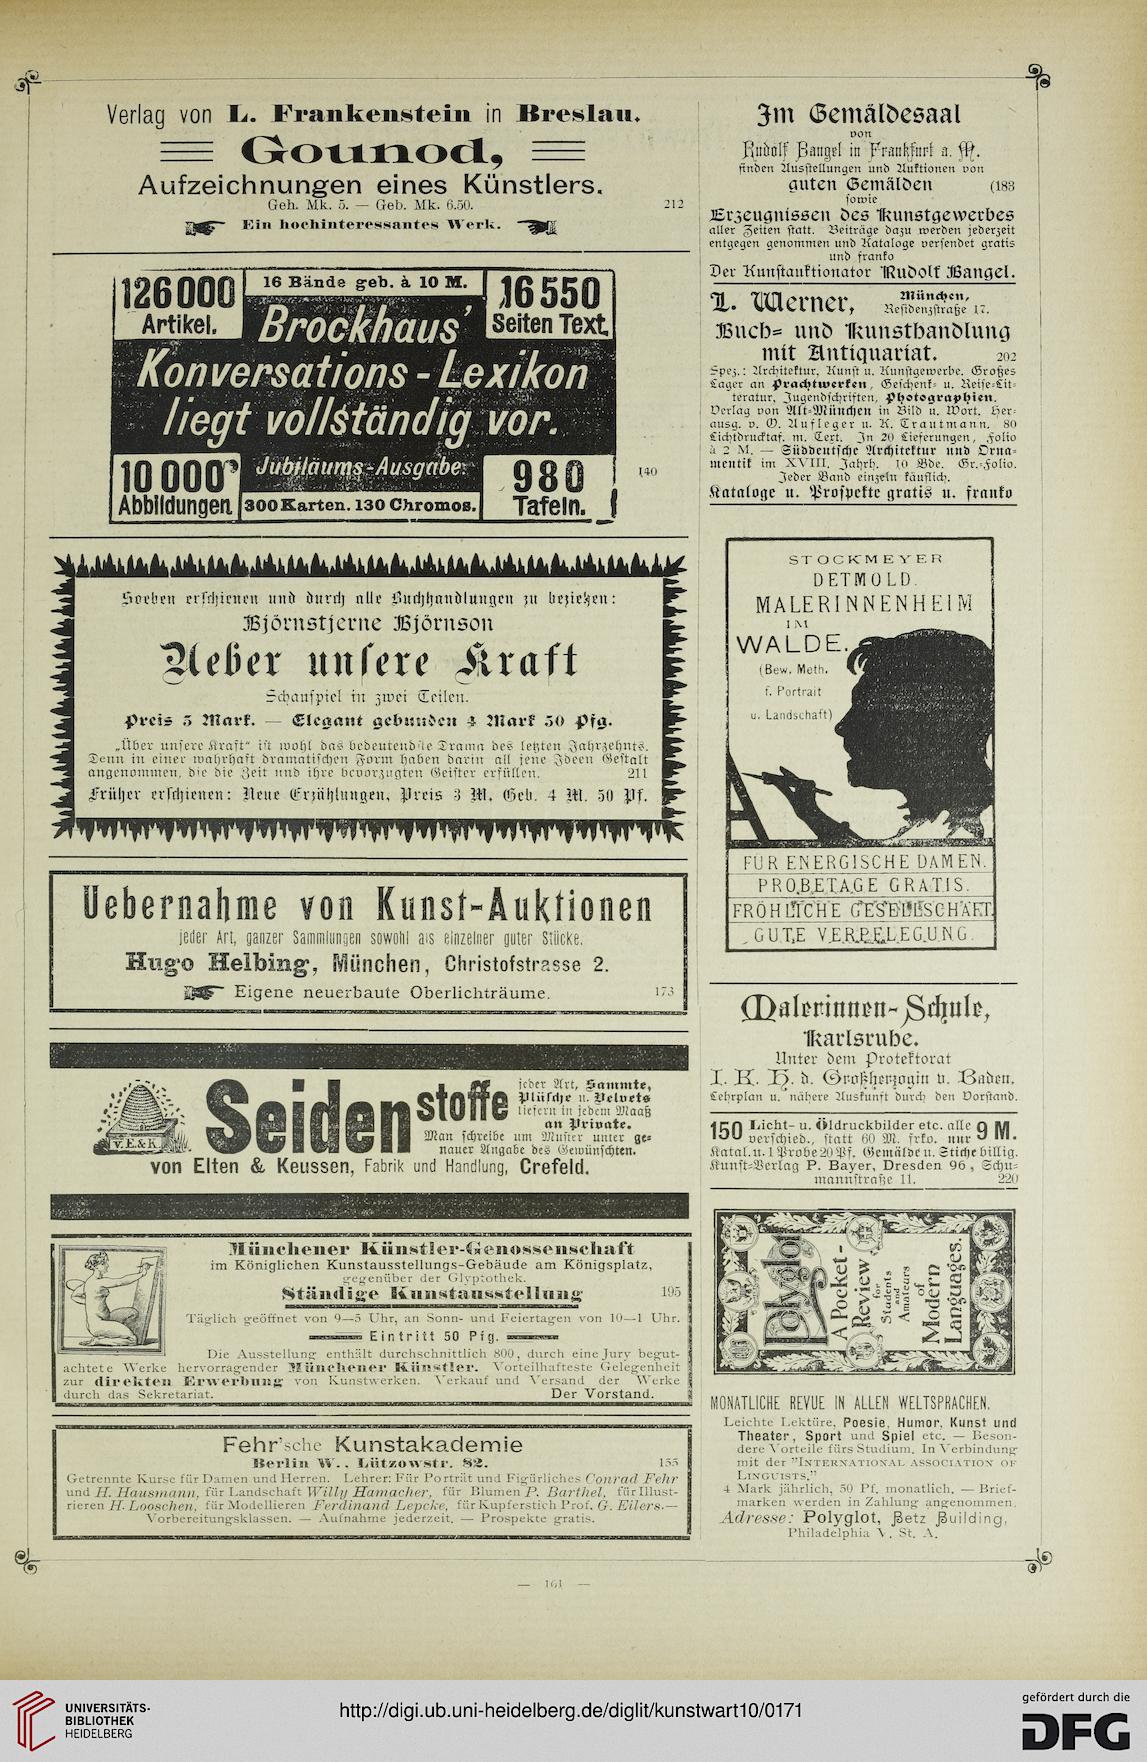 Verlag von L. Frankenstein in Breslau.
Gounod,
Aufzeichnungen eines Künstlers.
Geh. Mk. 5. — Geb. Mk. 6.50. 212
Ein hochinteressantes Werk.
126000 Artikel.
16 Bände geb. à 10 M.
16550 Seiten Text.
Brockhaus'
Konversations-Lexikon
liegt vollständig vor.
10000 Abbildungen.
Jubiläums-Ausgabe.
300 Karten. 130 Chromos.
980 Tafeln.
140
Soeben erschienen und durch alle Buchhandlungen zu beziehen:
Björnstjerne Björnson
Ueber unsere Kraft
Schauspiel in zwei Teilen.
Preis 3 Mark. — Elegant gebunden 4 Mark 50 Pfg.
„Über unsere Kraft“ ist wohl das bedeutendste Drama des letzten Jahrzehnts.
Denn in einer wahrhaft dramatischen Form haben darin all jene Ideen Gestalt
angenommen, die die Zeit und ihre bevorzugten Geister erfüllen. 211
Früher erschienen: Neue Erzählungen, Preis 3 M. Geb. 4 M. 50 Pf.
Uebernahme von Kunst-Auktionen
jeder Art, ganzer Sammlungen sowohl als einzelner guter Stücke.
Hugo Helbing, München, Christofstrasse 2.
Eigene neuerbaute Oberlichträume. 173
V.E.&K.
Seidenstoffe
jeder Art, Sammte,
Plüsche u. Velvets
liefern in jedem Maaß
an Private.
Man schreibe um Muster unter ge-
nauer Angabe des Gewünschten.
von Elten & Keussen, Fabrik und Handlung, Crefeld.
Münchener Künstler-Genossenschaft
im Königlichen Kunstausstellungs-Gebäude am Königsplatz,
gegenüber der Glyptothek.
Ständige Kunstausstellung 195
Täglich geöffnet von 9—5 Uhr, an Sonn- und Feiertagen von 10—1 Uhr.
Eintritt 50 Pfg.
Die Ausstellung enthält durchschnittlich 800, durch eine Jury begut-
achtete Werke hervorragender Münchener Künstler. Vorteilhafteste Gelegenheit
zur direkten Erwerbung von Kunstwerken. Verkauf und Versand der Werke
durch das Sekretariat. Der Vorstand.
Fehr'sche Kunstakademie
Berlin W., Lützowstr. 82. 155
Getrennte Kurse für Damen und Herren. Lehrer: Für Porträt und Figürliches Conrad Fehr
und H. Hausmann, für Landschaft Willy Hamacher, für Blumen P. Barthel, für Illust-
rieren H. Looschen, für Modellieren Ferdinand Lepcke, für Kupferstich Prof. G. Eilers.—
Vorbereitungsklassen. — Aufnahme jederzeit. — Prospekte gratis.
Im Gemäldesaal
von
Rudolf Bangel in Frankfurt a. M.
finden Ausstellungen und Auktionen von
guten Gemälden (183
sowie
Erzeugnissen des Kunstgewerbes
aller Zeiten statt. Beiträge dazu werden jederzeit
entgegen genommen und Kataloge versendet gratis
und franko
Der Kunstauktionator Rudolf Bangel.
L. Werner, München, Residenzstraße 17.
Buch- und Kunsthandlung
mit Antiquariat. 202
Spez.: Architektur, Kunst u. Kunstgewerbe. Großes
Lager an Prachtwerken, Geschenk- u. Reise-Lit-
teratur, Jugendschriften, Photographien.
Verlag von Alt-München in Bild u. Wort. Her-
ausg. v. O. Aufleger u. K. Trautmann. 80
Lichtdrucktaf. m. Text. In 20 Lieferungen, Folio
à 2 M. — Süddeutsche Architektur und Orna-
mentik im XVIII. Jahrh. 10 Bde. Gr.-Folio.
Jeder Band einzeln käuflich.
Kataloge u. Prospekte gratis u. franko
STOCKMEYER
DETMOLD.
MALERINNENHEIM
IM
WALDE.
(Bew. Meth.
f. Portrait
u. Landschaft)
FÜR ENERGISCHE DAMEN.
PROBETAGE GRATIS.
FRÖHLICHE GESELLSCHAFT.
GUTE VERPFLEGUNG.
Malerinnen-Schule,
Karlsruhe.
Unter dem Protektorat
I. K. H. d. Großherzogin v. Baden.
Lehrplan u. nähere Auskunft durch den Vorstand.
150 Licht- u. Öldruckbilder etc. alle
verschied., statt 60 M. frko. nur 9 M.
Katal. u. 1 Probe 20 Pf. Gemälde u. Stiche billig.
Kunst-Verlag P. Bayer, Dresden 96, Schu-
mannstraße 11. 220
Polyglot
A Pocket-
Review
for
Students
and
Amateurs
of
Modern
Languages.
MONATLICHE REVUE IN ALLEN WELTSPRACHEN.
Leichte Lektüre, Poesie, Humor, Kunst und
Theater, Sport und Spiel etc. — Beson-
dere Vorteile fürs Studium. In Verbindung
mit der "INTERNATIONAL ASSOCIATION OF
LINGUISTS."
4 Mark jährlich, 50 Pf. monatlich. — Brief-
marken werden in Zahlung angenommen.
Adresse: Polyglot, Betz Building,
Philadelphia V. St. A.
— 161 —
UNIVERSITÄTS-
BIBLIOTHEK
HEIDELBERG
http://digi.ub.uni-heidelberg.de/diglit/kunstwart10/0171
gefördert durch die
DFG